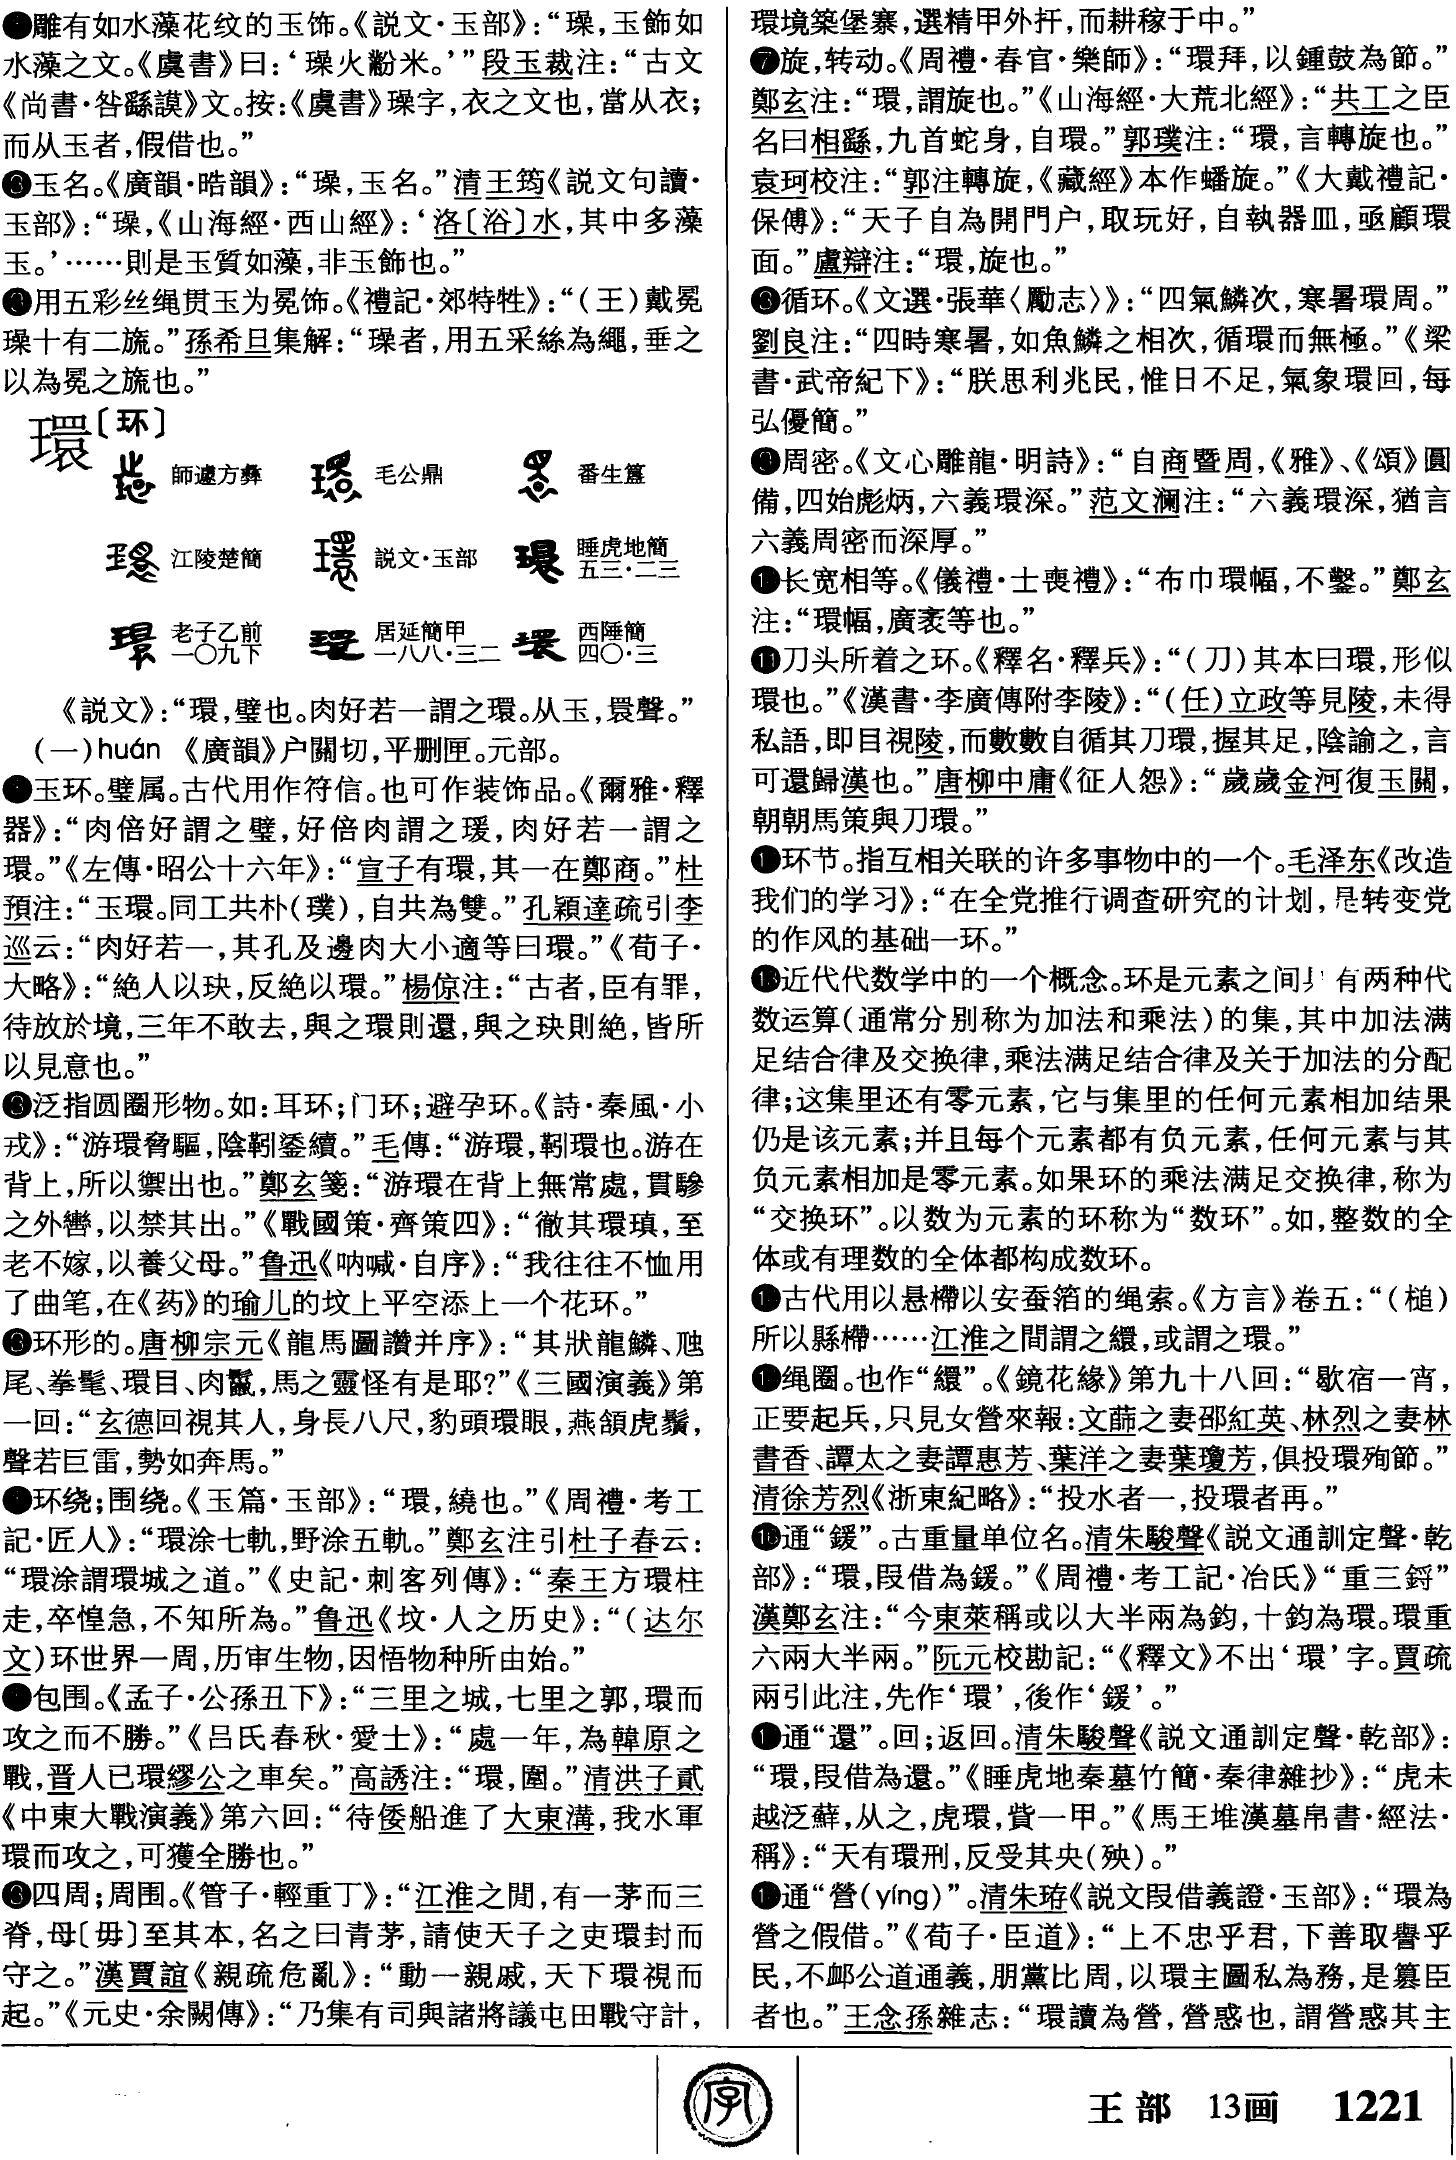 ❶雕有如水藻花纹的玉饰。《説文·玉部》：“璪，玉飾如
水藻之文。《虞書》曰：‘璪火黺米。’”段玉裁注：“古文
《尚書·咎繇謨》文。按：《虞書》璪字，衣之文也，當从衣；
而从玉者，假借也。”
❷玉名。《廣韻·晧韻》：“璪，玉名。”清王筠《説文句讀·
玉部》：“璪，《山海經·西山經》：‘洛〔浴〕水，其中多藻
玉。’……則是玉質如藻，非玉飾也。”
❸用五彩丝绳贯玉为冕饰。《禮記·郊特牲》：“（王）戴冕
璪十有二旒。”孫希旦集解：“璪者，用五采絲為繩，垂之
以為冕之旒也。”
環〔环〕
師遽方彝 毛公鼎 番生簋
江陵楚簡 説文·玉部 睡虎地簡五三·二三
老子乙前一〇九下 居延簡甲一八八·三二 西陲簡四〇·三
《説文》：“環，璧也。肉好若一謂之環。从玉，睘聲。”
（一）huán 《廣韻》户關切，平删匣。元部。
❶玉环。璧属。古代用作符信。也可作装饰品。《爾雅·釋
器》：“肉倍好謂之璧，好倍肉謂之瑗，肉好若一謂之
環。”《左傳·昭公十六年》：“宣子有環，其一在鄭商。”杜
預注：“玉環。同工共朴（璞），自共為雙。”孔穎達疏引李
巡云：“肉好若一，其孔及邊肉大小適等曰環。”《荀子·
大略》：“絶人以玦，反絶以環。”楊倞注：“古者，臣有罪，
待放於境，三年不敢去，與之環則還，與之玦則絶，皆所
以見意也。”
❷泛指圆圈形物。如：耳环；门环；避孕环。《詩·秦風·小
戎》：“游環脅驅，陰靷鋈續。”毛傳：“游環，靷環也。游在
背上，所以禦出也。”鄭玄箋：“游環在背上無常處，貫驂
之外轡，以禁其出。”《戰國策·齊策四》：“徹其環瑱，至
老不嫁，以養父母。”鲁迅《呐喊·自序》：“我往往不恤用
了曲笔，在《药》的瑜儿的坟上平空添上一个花环。”
❸环形的。唐柳宗元《龍馬圖讚并序》：“其狀龍鱗、虺
尾、拳髦、環目、肉鬣，馬之靈怪有是耶？”《三國演義》第
一回：“玄德回視其人，身長八尺，豹頭環眼，燕頷虎鬚，
聲若巨雷，勢如奔馬。”
❹环绕；围绕。《玉篇·玉部》：“環，繞也。”《周禮·考工
記·匠人》：“環涂七軌，野涂五軌。”鄭玄注引杜子春云：
“環涂謂環城之道。”《史記·刺客列傳》：“秦王方環柱
走，卒惶急，不知所為。”鲁迅《坟·人之历史》：“（达尔
文）环世界一周，历审生物，因悟物种所由始。”
❺包围。《孟子·公孫丑下》：“三里之城，七里之郭，環而
攻之而不勝。”《吕氏春秋·愛士》：“處一年，為韓原之
戰，晋人已環繆公之車矣。”高誘注：“環，圍。”清洪子貳
《中東大戰演義》第六回：“待倭船進了大東溝，我水軍
環而攻之，可獲全勝也。”
❻四周；周围。《管子·輕重丁》：“江淮之閒，有一茅而三
脊，母〔毋〕至其本，名之曰青茅，請使天子之吏環封而
守之。”漢賈誼《親疏危亂》：“動一親戚，天下環視而
起。”《元史·余闕傳》：“乃集有司與諸將議屯田戰守計，
環境築堡寨，選精甲外扞，而耕稼于中。”
❼旋，转动。《周禮·春官·樂師》：“環拜，以鍾鼓為節。”
鄭玄注：“環，謂旋也。”《山海經·大荒北經》：“共工之臣
名曰相繇，九首蛇身，自環。”郭璞注：“環，言轉旋也。”
袁珂校注：“郭注轉旋，《藏經》本作蟠旋。”《大戴禮記·
保傅》：“天子自為開門户，取玩好，自執器皿，亟顧環
面。”盧辯注：“環，旋也。”
❽循环。《文選·張華〈勵志〉》：“四氣鱗次，寒暑環周。”
劉良注：“四時寒暑，如魚鱗之相次，循環而無極。”《梁
書·武帝紀下》：“朕思利兆民，惟日不足，氣象環回，每
弘優簡。”
❾周密。《文心雕龍·明詩》：“自商暨周，《雅》、《頌》圓
備，四始彪炳，六義環深。”范文澜注：“六義環深，猶言
六義周密而深厚。”
❿长宽相等。《儀禮·士喪禮》：“布巾環幅，不鑿。”鄭玄
注：“環幅，廣袤等也。”
⓫刀头所着之环。《釋名·釋兵》：“（刀）其本曰環，形似
環也。”《漢書·李廣傳附李陵》：“（任）立政等見陵，未得
私語，即目視陵，而數數自循其刀環，握其足，陰諭之，言
可還歸漢也。”唐柳中庸《征人怨》：“歲歲金河復玉關，
朝朝馬策與刀環。”
⓬环节。指互相关联的许多事物中的一个。毛泽东《改造
我们的学习》：“在全党推行调查研究的计划，是转变党
的作风的基础一环。”
⓭近代代数学中的一个概念。环是元素之间具有两种代
数运算（通常分别称为加法和乘法）的集，其中加法满
足结合律及交换律，乘法满足结合律及关于加法的分配
律；这集里还有零元素，它与集里的任何元素相加结果
仍是该元素；并且每个元素都有负元素，任何元素与其
负元素相加是零元素。如果环的乘法满足交换律，称为
“交换环”。以数为元素的环称为“数环”。如，整数的全
体或有理数的全体都构成数环。
⓮古代用以悬槤以安蚕箔的绳索。《方言》卷五：“（槌）
所以縣槤……江淮之間謂之繯，或謂之環。”
⓯绳圈。也作“繯”。《鏡花緣》第九十八回：“歇宿一宵，
正要起兵，只見女營來報：文蒒之妻邵紅英、林烈之妻林
書香、譚太之妻譚惠芳、葉洋之妻葉瓊芳，俱投環殉節。”
清徐芳烈《浙東紀略》：“投水者一，投環者再。”
⓰通“鍰”。古重量单位名。清朱駿聲《説文通訓定聲·乾
部》：“環，叚借為鍰。”《周禮·考工記·冶氏》“重三鋝”
漢鄭玄注：“今東萊稱或以大半兩為鈞，十鈞為環。環重
六兩大半兩。”阮元校勘記：“《釋文》不出‘環’字。賈疏
兩引此注，先作‘環’，後作‘鍰’。”
⓱通“還”。回；返回。清朱駿聲《説文通訓定聲·乾部》：
“環，叚借為還。”《睡虎地秦墓竹簡·秦律雜抄》：“虎未
越泛蘚，从之，虎環，貲一甲。”《馬王堆漢墓帛書·經法·
稱》：“天有環刑，反受其央（殃）。”
⓲通“營（yíng）”。清朱珔《説文叚借義證·玉部》：“環為
營之假借。”《荀子·臣道》：“上不忠乎君，下善取譽乎
民，不卹公道通義，朋黨比周，以環主圖私為務，是篡臣
者也。”王念孫雜志：“環讀為營，營惑也，謂營惑其主
字
王部 13画 1221